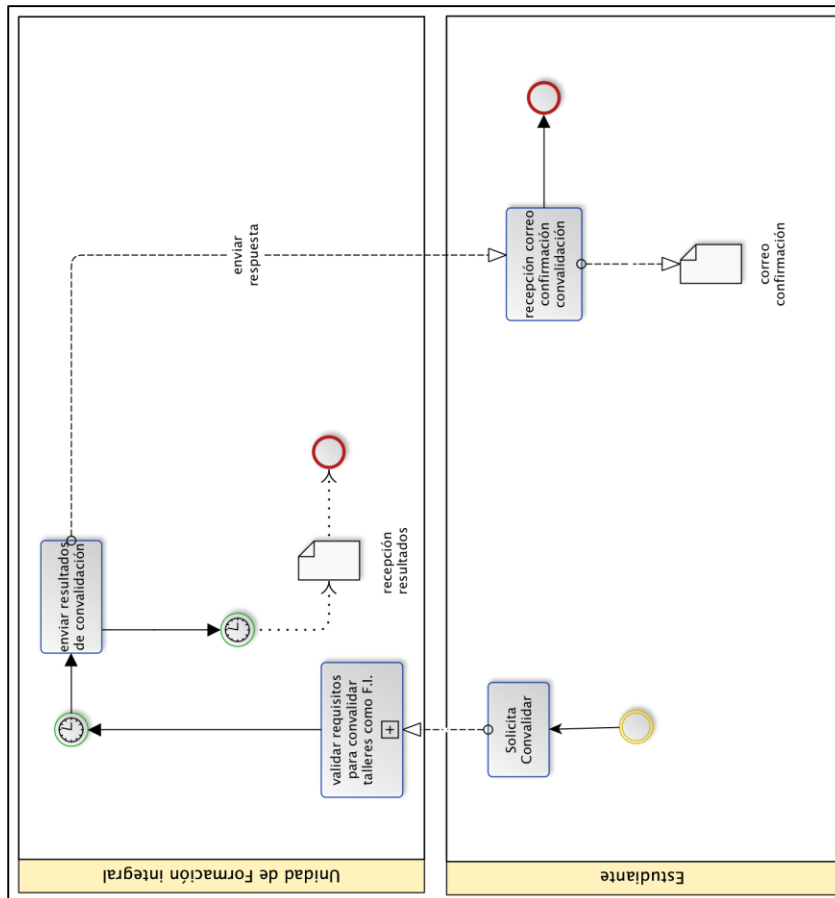 Unidad de Formación integral
Estudiante
enviar resultados
de convalidación
enviar
respuesta
recepción
resultados
validar requisitos
para convalidar
talleres como F.I.
Solicita
Convalidar
recepción correo
confirmación
convalidación
correo
confirmación